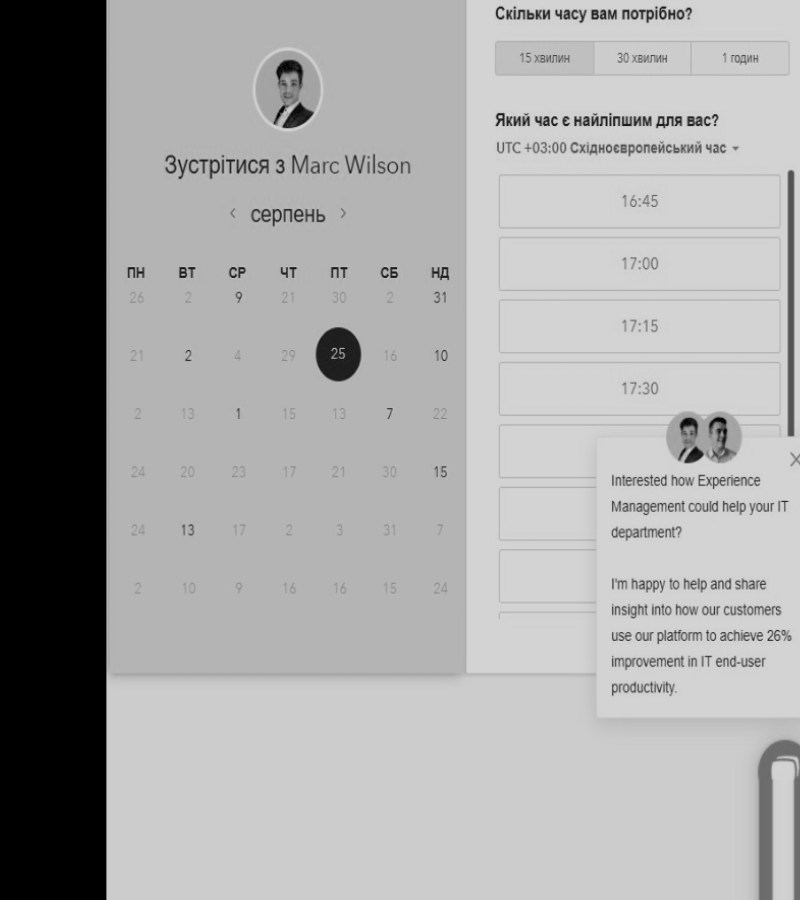 Зустрітися з Marc Wilson
‹ серпень ›
ПН ВТ СР ЧТ ПТ СБ НД
26 2 9 21 30 2 31
21 2 4 29 25 16 10
2 13 1 15 13 7 22
24 20 23 17 21 30 15
24 13 17 2 3 31 7
2 10 9 16 16 15 24
Скільки часу вам потрібно?
15 хвилин 30 хвилин 1 годин
Який час є найліпшим для вас?
UTC +03:00 Східноєвропейський час
16:45
17:00
17:15
17:30
Interested how Experience
Management could help your IT
department?
I'm happy to help and share
insight into how our customers
use our platform to achieve 26%
improvement in IT end-user
productivity.